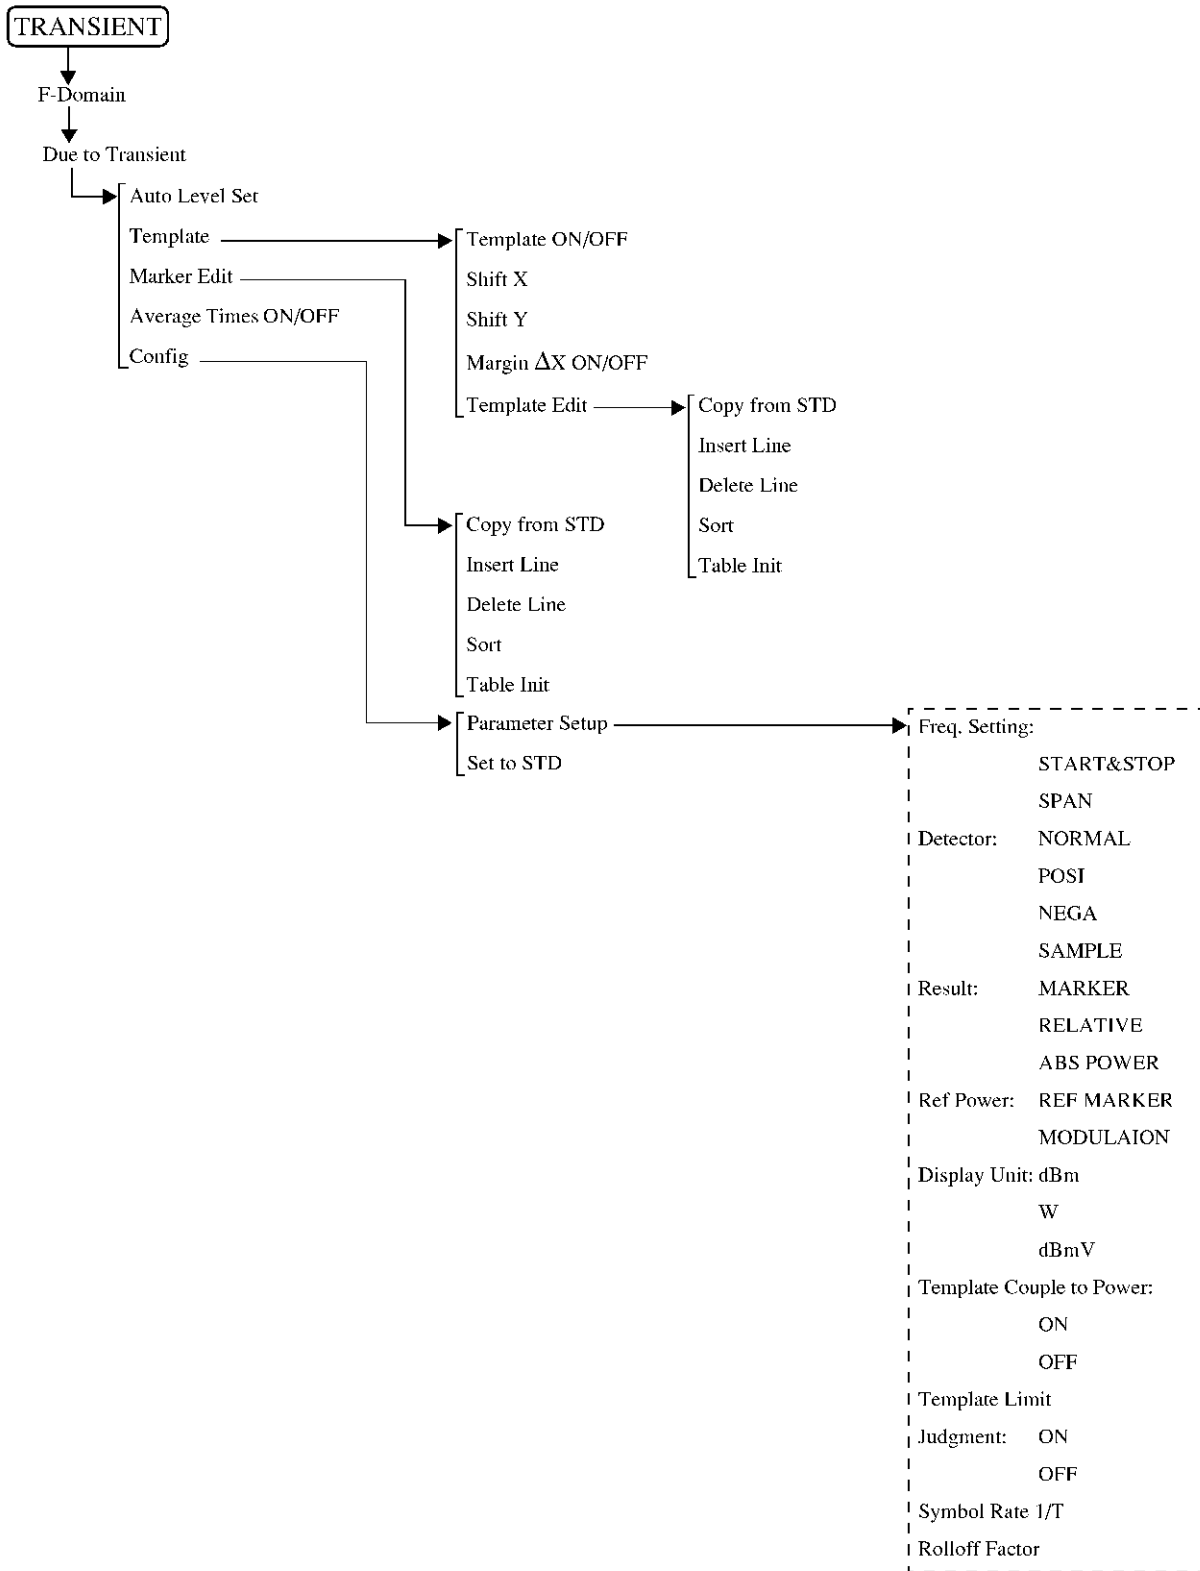 TRANSIENT
F-Domain
Due to Transient
Auto Level Set
Template
Marker Edit
Average Times ON/OFF
Config
Template ON/OFF
Shift X
Shift Y
Margin ΔX ON/OFF
Template Edit
Copy from STD
Insert Line
Delete Line
Sort
Table Init
Copy from STD
Insert Line
Delete Line
Sort
Table Init
Parameter Setup
Set to STD
Freq. Setting:
START&STOP
SPAN
Detector: NORMAL
POSI
NEGA
SAMPLE
Result: MARKER
RELATIVE
ABS POWER
Ref Power: REF MARKER
MODULAION
Display Unit: dBm
W
dBmV
Template Couple to Power:
ON
OFF
Template Limit
Judgment: ON
OFF
Symbol Rate 1/T
Rolloff Factor